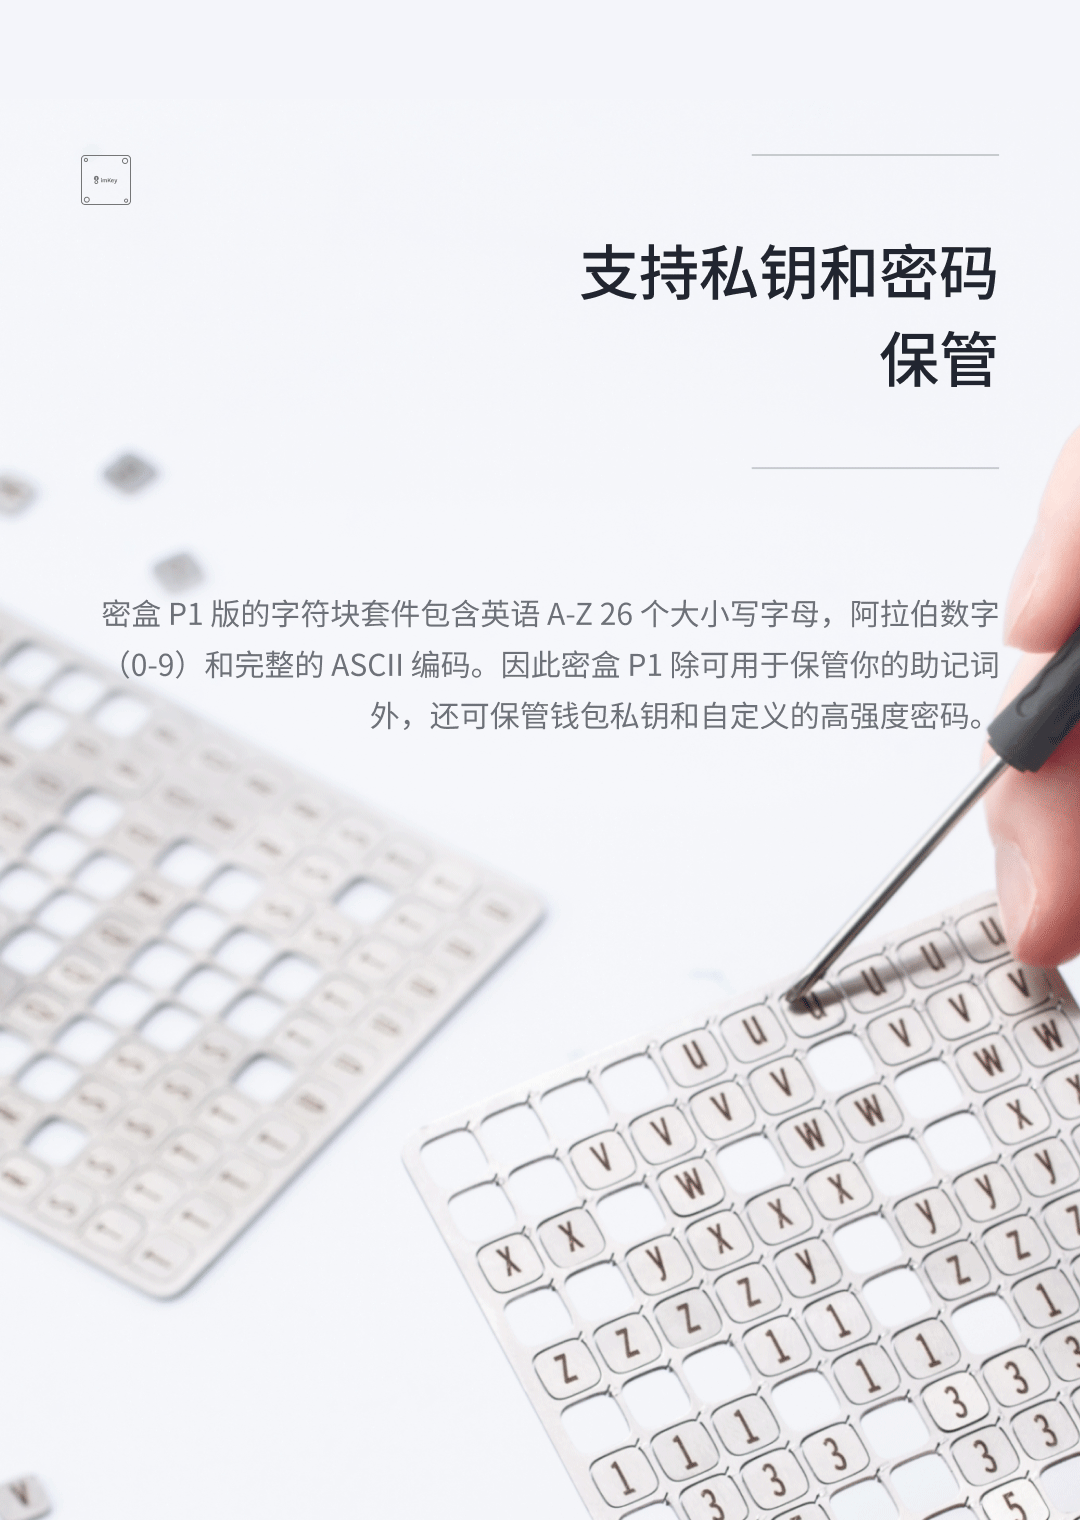 imKey
支持私钥和密码
保管
密盒 P1 版的字符块套件包含英语 A-Z 26 个大小写字母，阿拉伯数字
（0-9）和完整的 ASCII 编码。因此密盒 P1 除可用于保管你的助记词
外，还可保管钱包私钥和自定义的高强度密码。
u u u u u u
v v v v v v
w w w w w
x x x x x x
y y y y y
z z z z z z
1 1 1 1 1 1 1 1
3 3 3 3 3 3 3
5